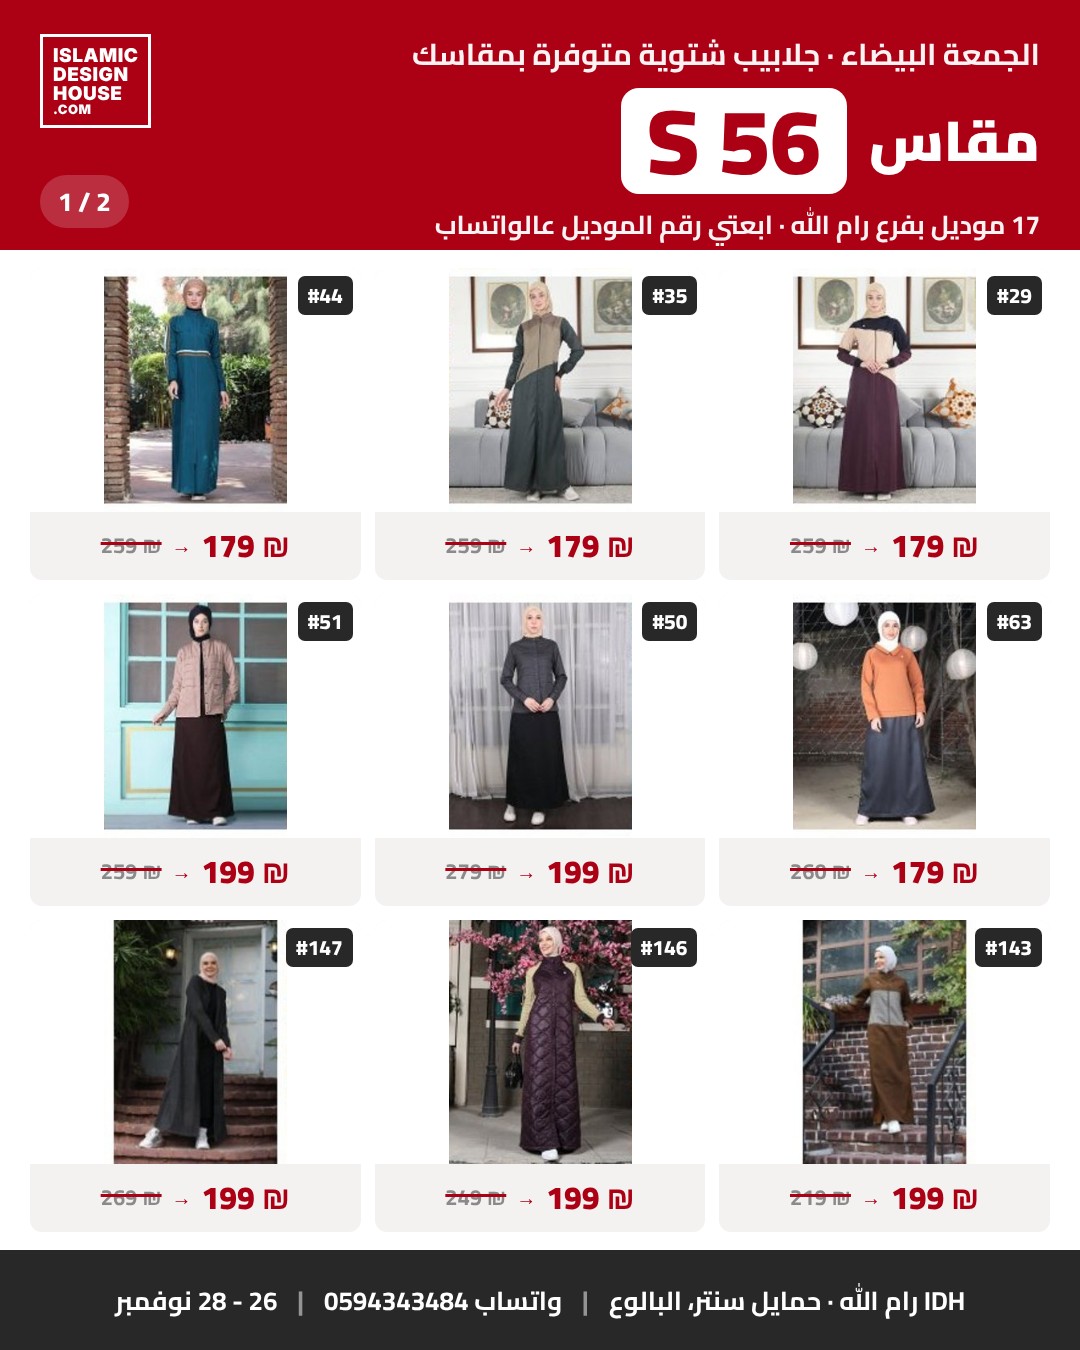 ISLAMIC
DESIGN
HOUSE
.COM
الجمعة البيضاء · جلابيب شتوية متوفرة بمقاسك
مقاس S 56
1 / 2
17 موديل بفرع رام الله · ابعتي رقم الموديل عالواتساب
#29
#35
#44
259 ₪ → 179 ₪
259 ₪ → 179 ₪
259 ₪ → 179 ₪
#63
#50
#51
260 ₪ → 179 ₪
279 ₪ → 199 ₪
259 ₪ → 199 ₪
#143
#146
#147
219 ₪ → 199 ₪
249 ₪ → 199 ₪
269 ₪ → 199 ₪
IDH رام الله · حمايل سنتر، البالوع | واتساب 0594343484 | 26 - 28 نوفمبر